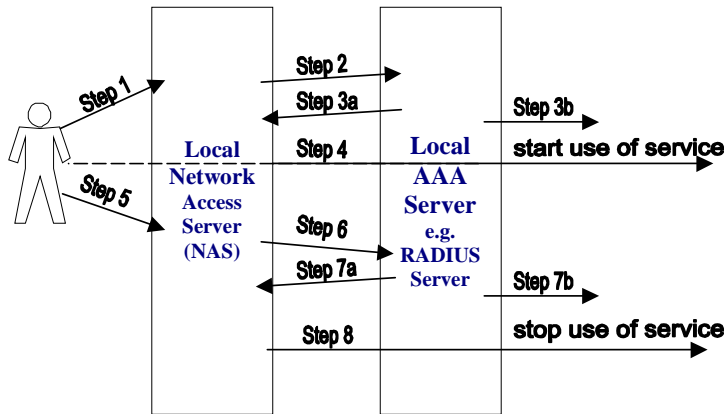 Step 1
Step 2
Step 3a
Step 3b
Local
Network
Access
Server
(NAS)
Step 4
Local
AAA
Server
e.g.
RADIUS
Server
start use of service
Step 5
Step 6
Step 7a
Step 7b
Step 8
stop use of service